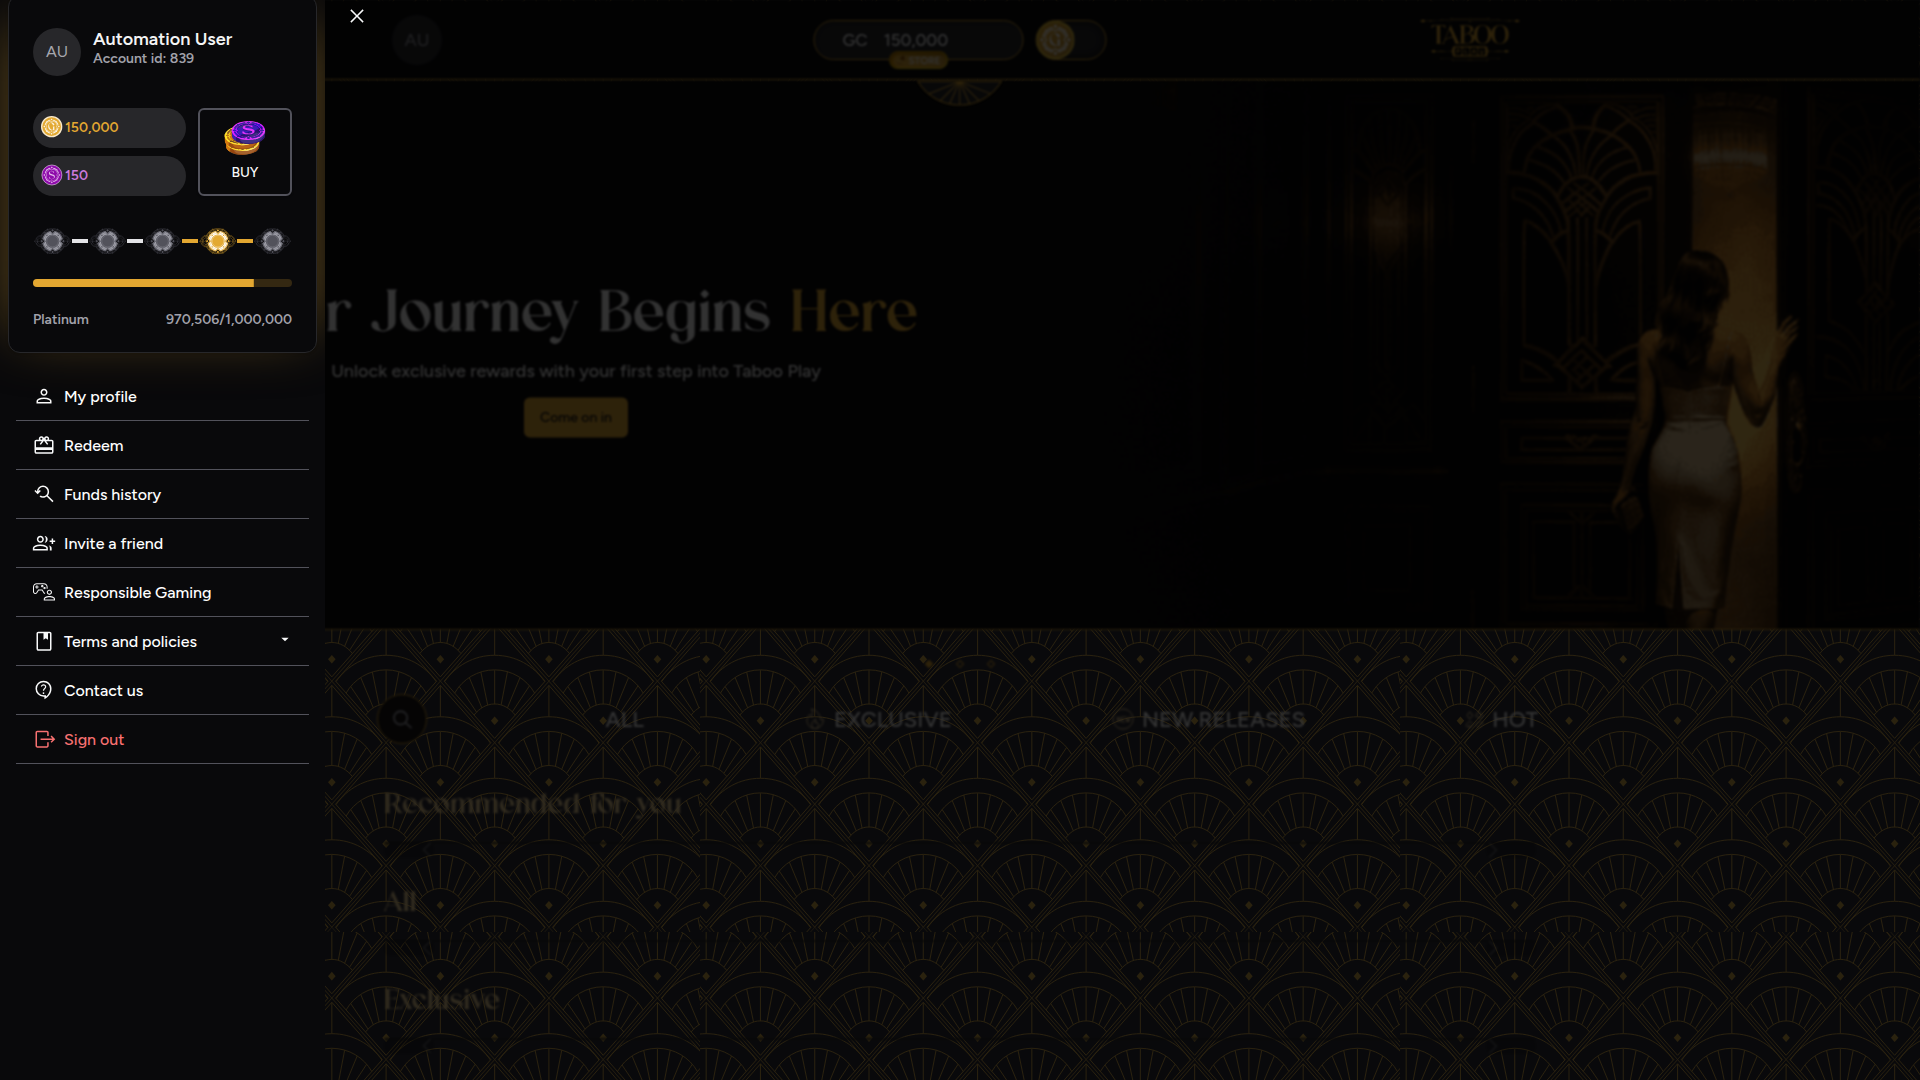 AU
Automation User
Account id: 839
150,000
150
BUY
Platinum
970,506/1,000,000
My profile
Redeem
Funds history
Invite a friend
Responsible Gaming
Terms and policies
Contact us
Sign out
AU
GC 150,000
STORE
TABOO
r Journey Begins Here
Unlock exclusive rewards with your first step into Taboo Play
Come on in
ALL
EXCLUSIVE
NEW RELEASES
HOT
Recommended for you
All
Exclusive